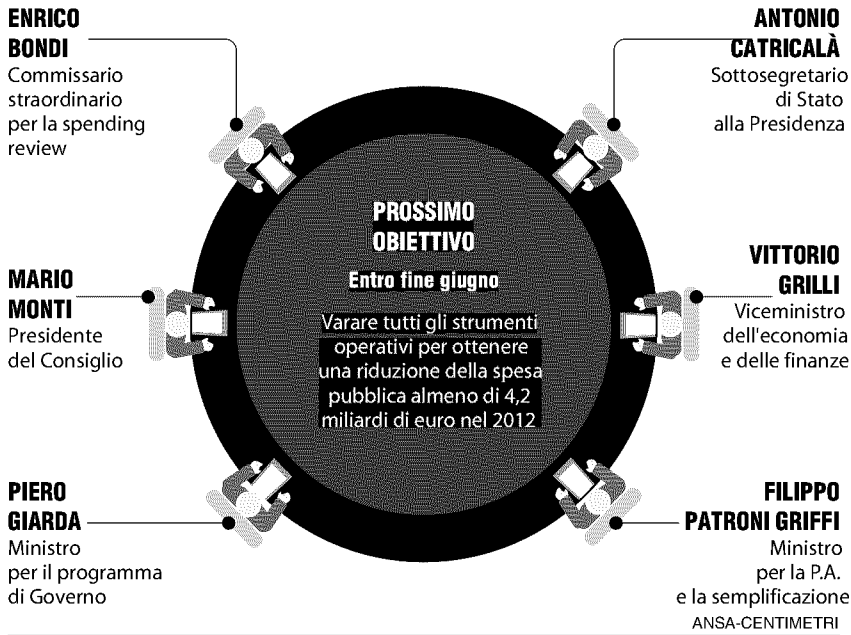 ENRICO
BONDI
Commissario
straordinario
per la spending
review
ANTONIO
CATRICALÀ
Sottosegretario
di Stato
alla Presidenza
PROSSIMO
OBIETTIVO
Entro fine giugno
Varare tutti gli strumenti
operativi per ottenere
una riduzione della spesa
pubblica almeno di 4,2
miliardi di euro nel 2012
MARIO
MONTI
Presidente
del Consiglio
VITTORIO
GRILLI
Viceministro
dell'economia
e delle finanze
PIERO
GIARDA
Ministro
per il programma
di Governo
FILIPPO
PATRONI GRIFFI
Ministro
per la P.A.
e la semplificazione
ANSA-CENTIMETRI